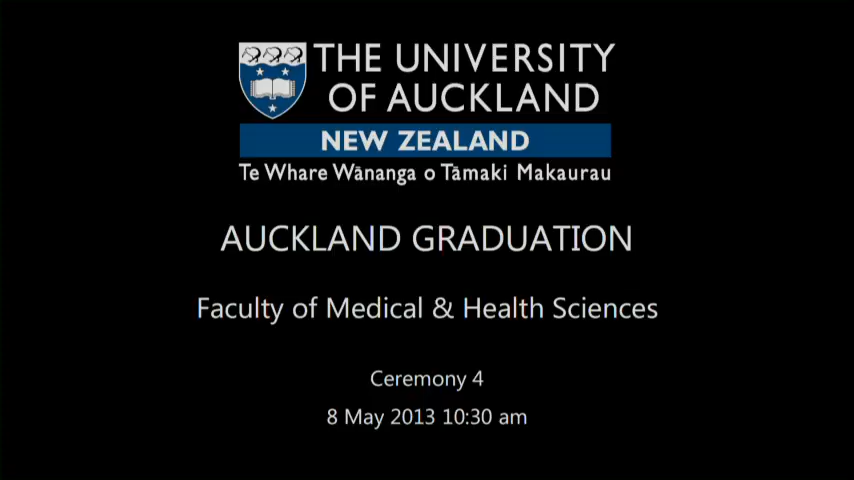 THE UNIVERSITY
OF AUCKLAND
NEW ZEALAND
Te Whare Wānanga o Tāmaki Makaurau
AUCKLAND GRADUATION
Faculty of Medical & Health Sciences
Ceremony 4
8 May 2013 10:30 am